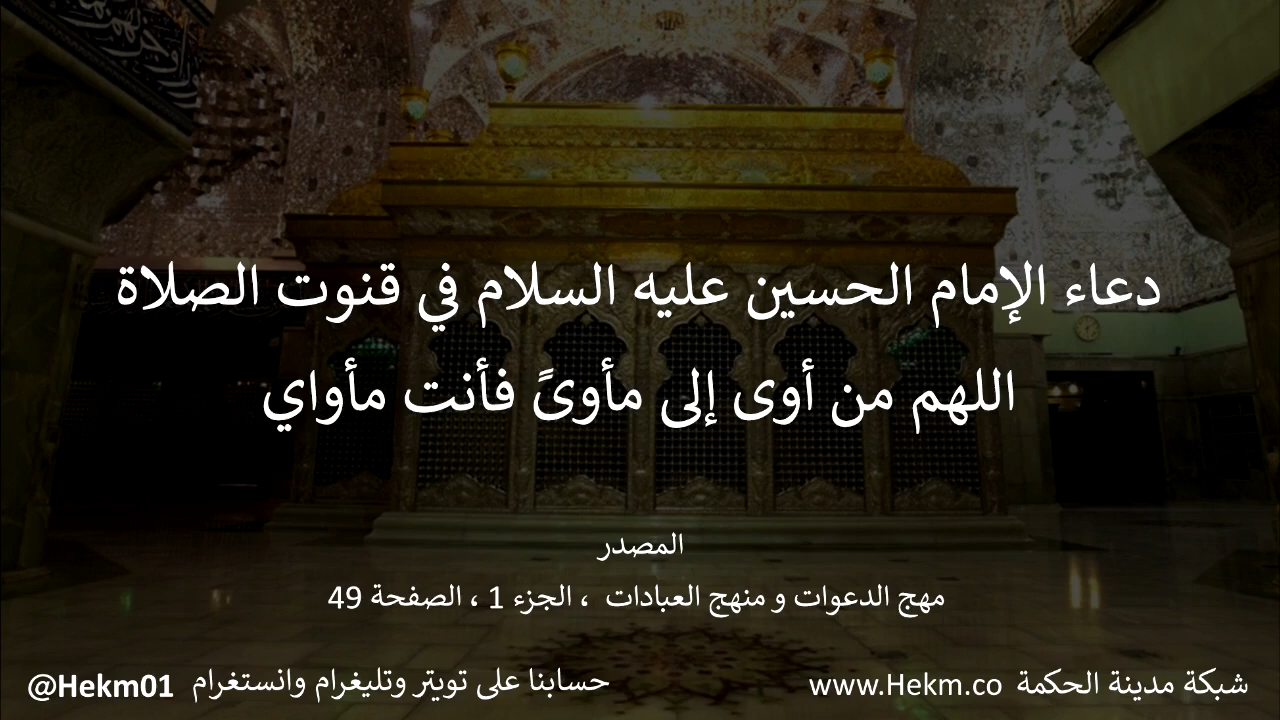 دعاء الإمام الحسين عليه السلام في قنوت الصلاة
اللهم من أوى إلى مأوىً فأنت مأواي
المصدر
مهج الدعوات و منهج العبادات ، الجزء 1 ، الصفحة 49
شبكة مدينة الحكمة www.Hekm.co
حسابنا على تويتر وتليغرام وانستغرام @Hekm01